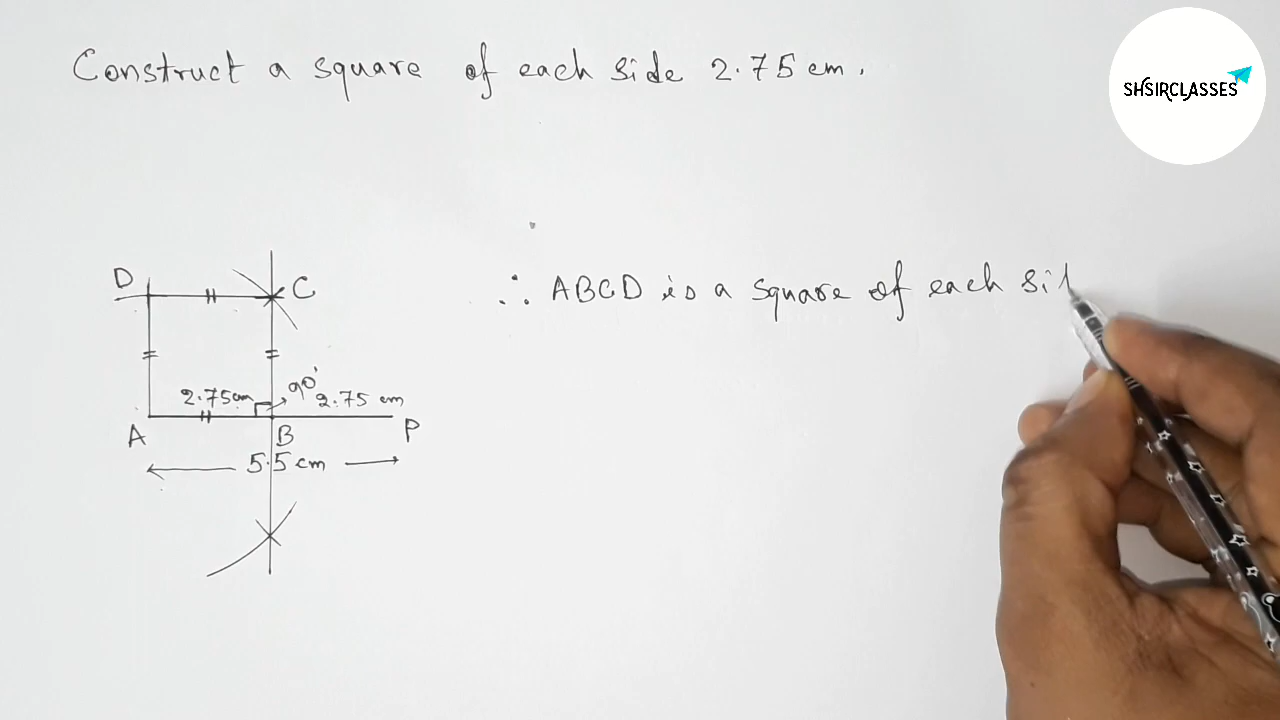 Construct a square of each side 2.75 cm.
SHSIRCLASSES
∴ ABCD is a square of each sid
D
C
2.75cm
90°
2.75 cm
A
B
P
5.5 cm